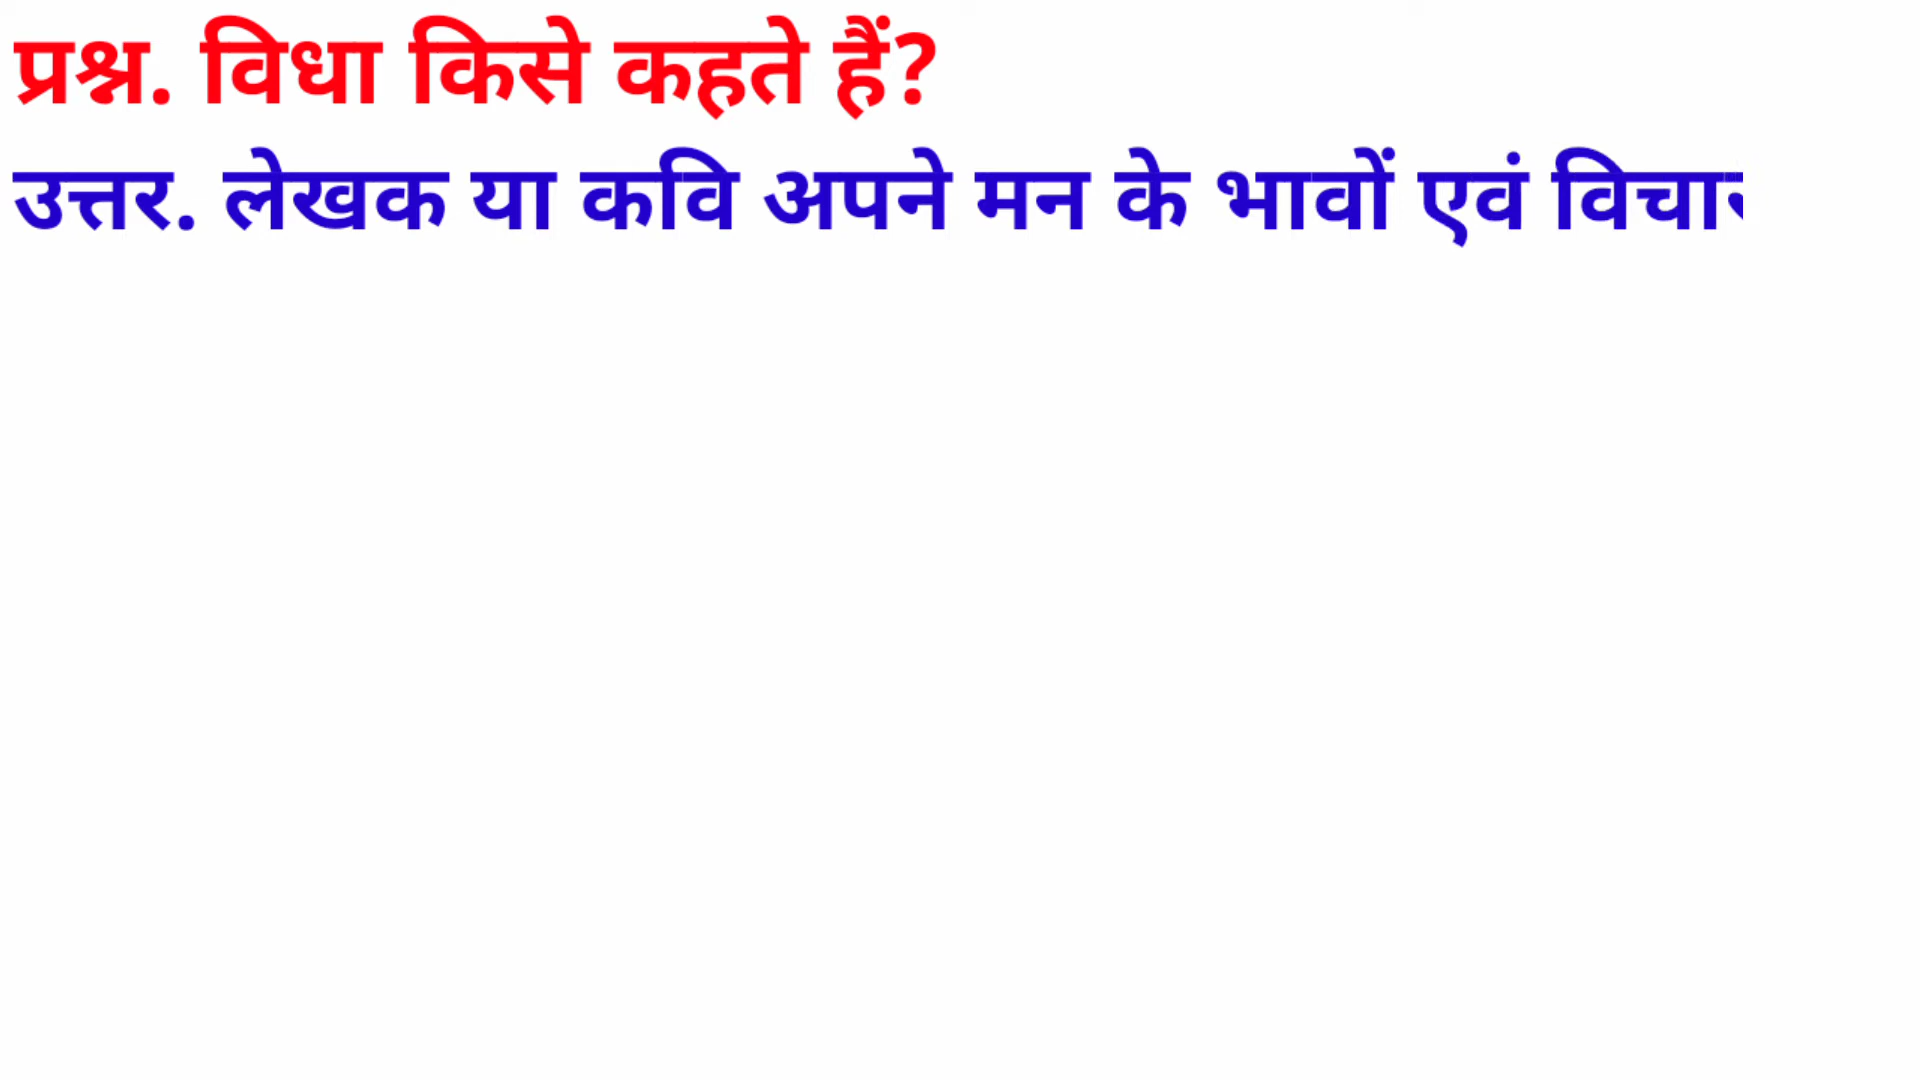 प्रश्न. विधा किसे कहते हैं?
उत्तर. लेखक या कवि अपने मन के भावों एवं